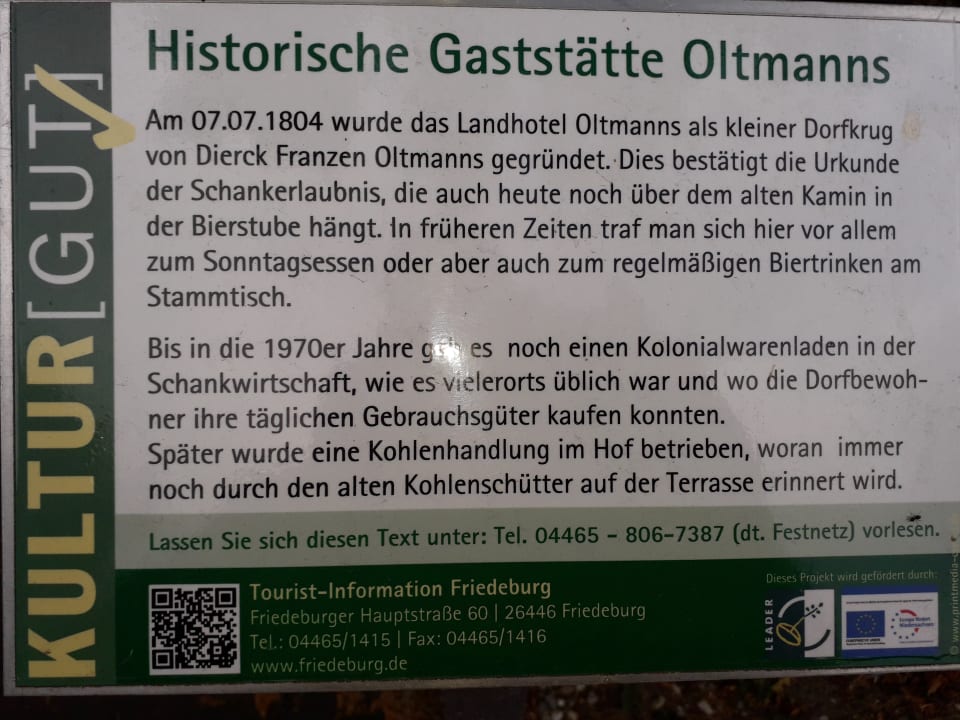 KULTUR[GUT]
Historische Gaststätte Oltmanns
Am 07.07.1804 wurde das Landhotel Oltmanns als kleiner Dorfkrug
von Dierck Franzen Oltmanns gegründet. Dies bestätigt die Urkunde
der Schankerlaubnis, die auch heute noch über dem alten Kamin in
der Bierstube hängt. In früheren Zeiten traf man sich hier vor allem
zum Sonntagsessen oder aber auch zum regelmäßigen Biertrinken am
Stammtisch.
Bis in die 1970er Jahre gab es noch einen Kolonialwarenladen in der
Schankwirtschaft, wie es vielerorts üblich war und wo die Dorfbewoh-
ner ihre täglichen Gebrauchsgüter kaufen konnten.
Später wurde eine Kohlenhandlung im Hof betrieben, woran immer
noch durch den alten Kohlenschütter auf der Terrasse erinnert wird.
Lassen Sie sich diesen Text unter: Tel. 04465 - 806-7387 (dt. Festnetz) vorlesen.
Tourist-Information Friedeburg
Friedeburger Hauptstraße 60 | 26446 Friedeburg
Tel.: 04465/1415 | Fax: 04465/1416
www.friedeburg.de
Dieses Projekt wird gefördert durch:
LEADER